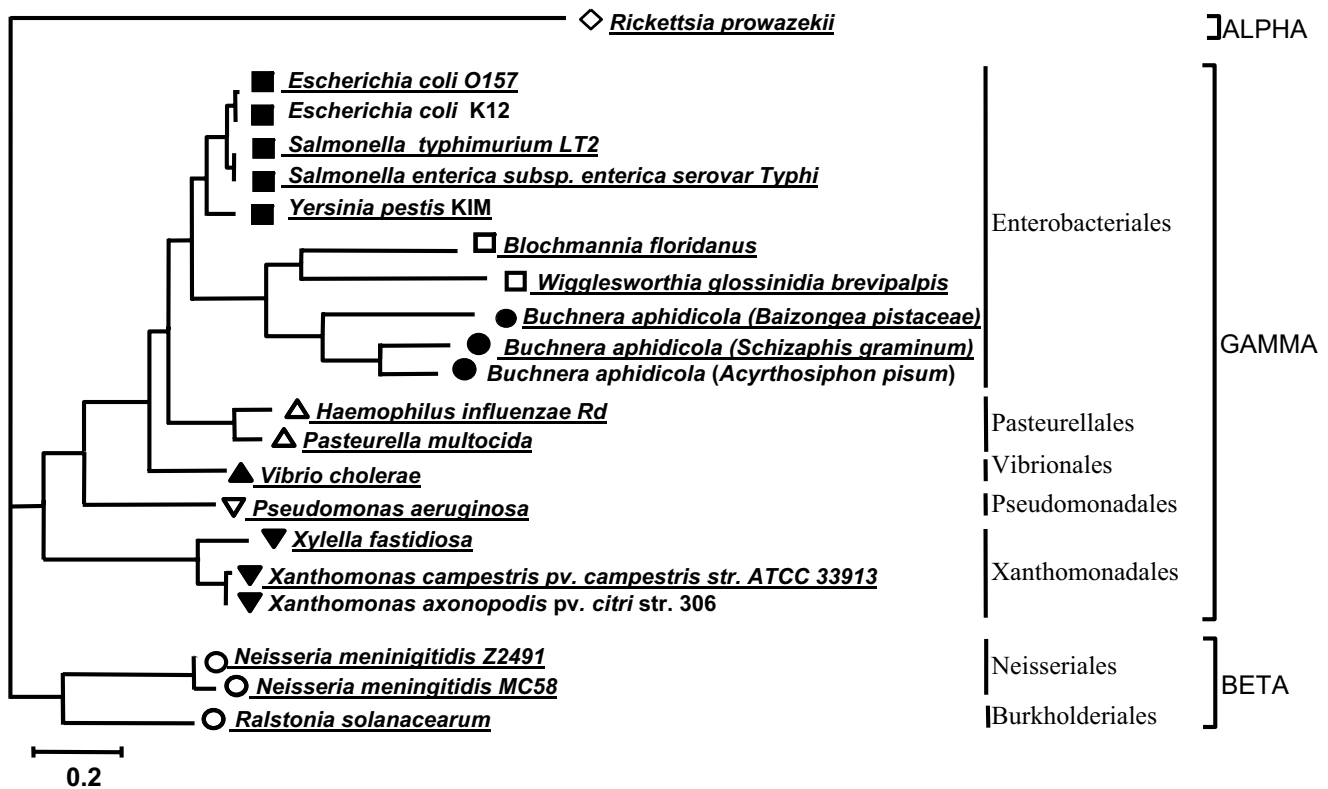 Rickettsia prowazekii
ALPHA
Escherichia coli O157
Escherichia coli K12
Salmonella typhimurium LT2
Salmonella enterica subsp. enterica serovar Typhi
Yersinia pestis KIM
Enterobacteriales
Blochmannia floridanus
Wigglesworthia glossinidia brevipalpis
Buchnera aphidicola (Baizongea pistaceae)
Buchnera aphidicola (Schizaphis graminum)
GAMMA
Buchnera aphidicola (Acyrthosiphon pisum)
Haemophilus influenzae Rd
Pasteurellales
Pasteurella multocida
Vibrio cholerae
Vibrionales
Pseudomonas aeruginosa
Pseudomonadales
Xylella fastidiosa
Xanthomonas campestris pv. campestris str. ATCC 33913
Xanthomonadales
Xanthomonas axonopodis pv. citri str. 306
Neisseria meninigitidis Z2491
Neisseriales
Neisseria meningitidis MC58
BETA
Ralstonia solanacearum
Burkholderiales
0.2